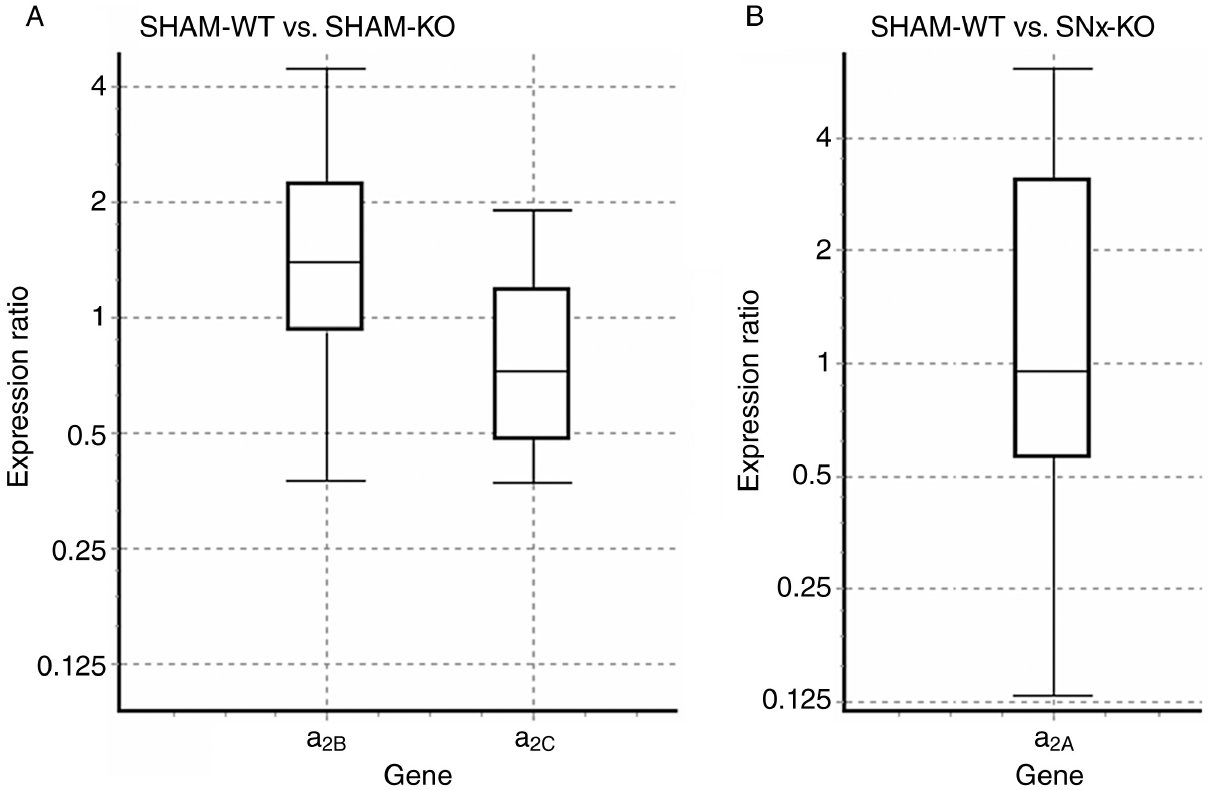 A
SHAM-WT vs. SHAM-KO
4
2
1
0.5
0.25
0.125
Expression ratio
a2B
a2C
Gene
B
SHAM-WT vs. SNx-KO
4
2
1
0.5
0.25
0.125
Expression ratio
a2A
Gene